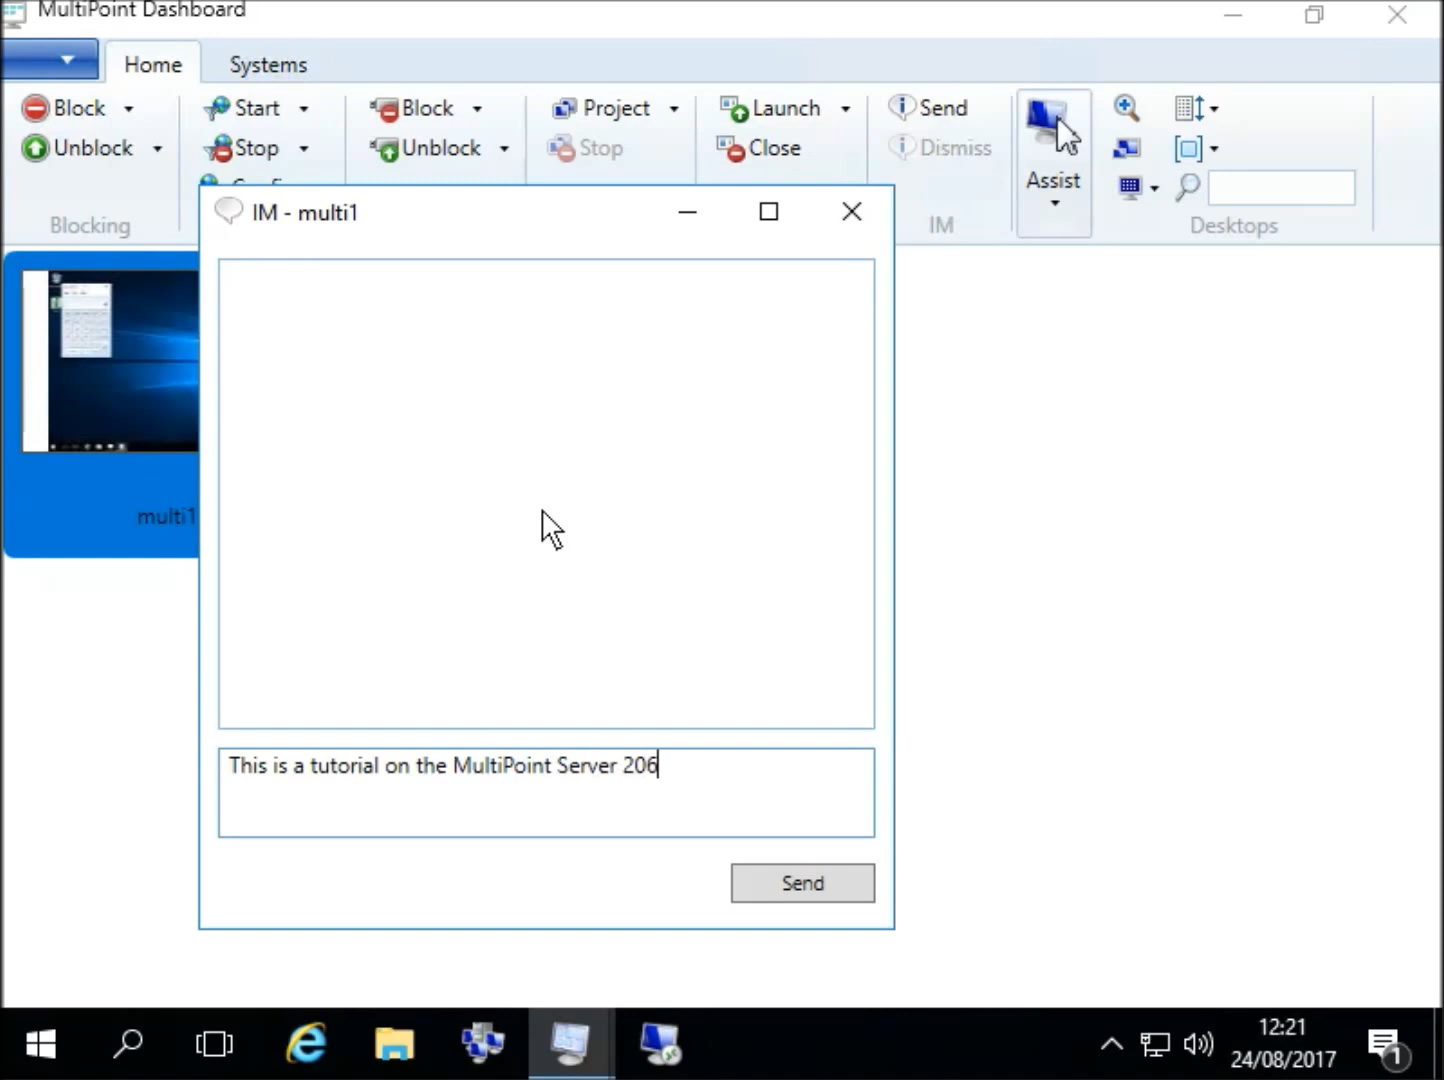 MultiPoint Dashboard
Home Systems
Block Start Block Project Launch Send
Unblock Stop Unblock Stop Close Dismiss
Assist
Blocking IM Desktops
IM - multi1
multi1
This is a tutorial on the MultiPoint Server 206
Send
12:21
24/08/2017
1